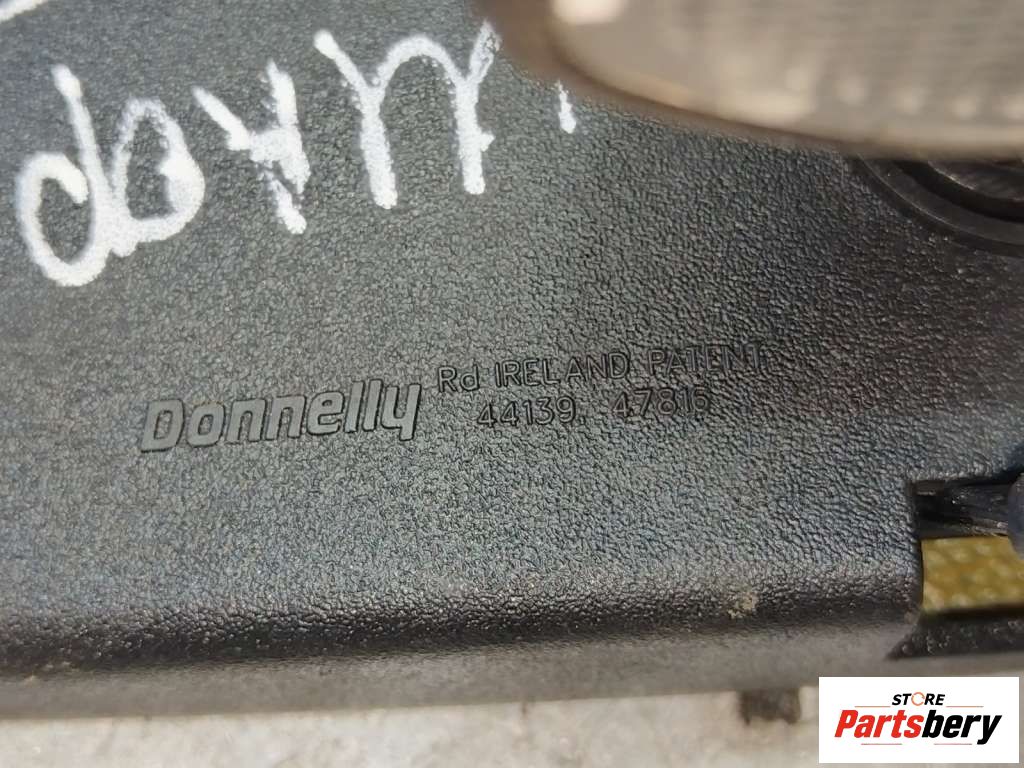 Donnelly
Rd IRELAND PATENT
44139, 47816
STORE
Partsbery